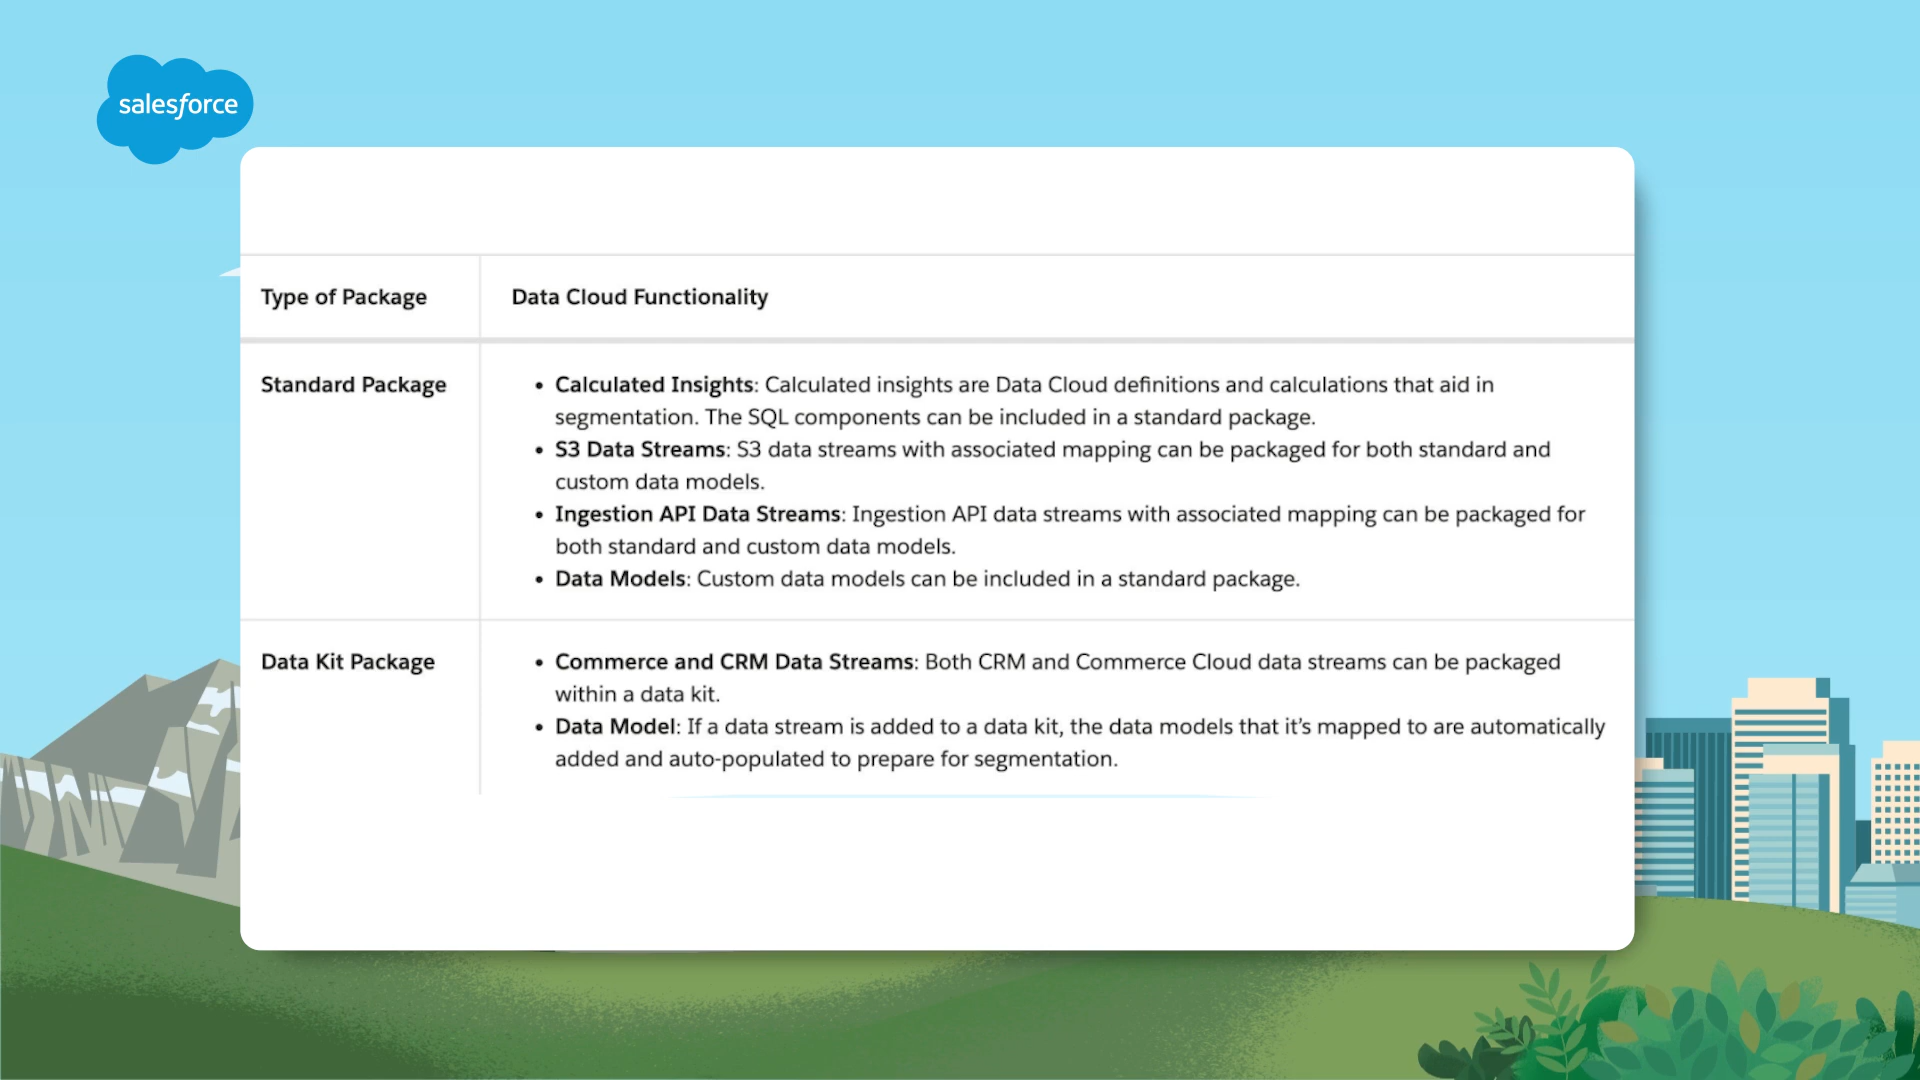 salesforce
Type of Package
Data Cloud Functionality
Standard Package
• Calculated Insights: Calculated insights are Data Cloud definitions and calculations that aid in
segmentation. The SQL components can be included in a standard package.
• S3 Data Streams: S3 data streams with associated mapping can be packaged for both standard and
custom data models.
• Ingestion API Data Streams: Ingestion API data streams with associated mapping can be packaged for
both standard and custom data models.
• Data Models: Custom data models can be included in a standard package.
Data Kit Package
• Commerce and CRM Data Streams: Both CRM and Commerce Cloud data streams can be packaged
within a data kit.
• Data Model: If a data stream is added to a data kit, the data models that it’s mapped to are automatically
added and auto-populated to prepare for segmentation.